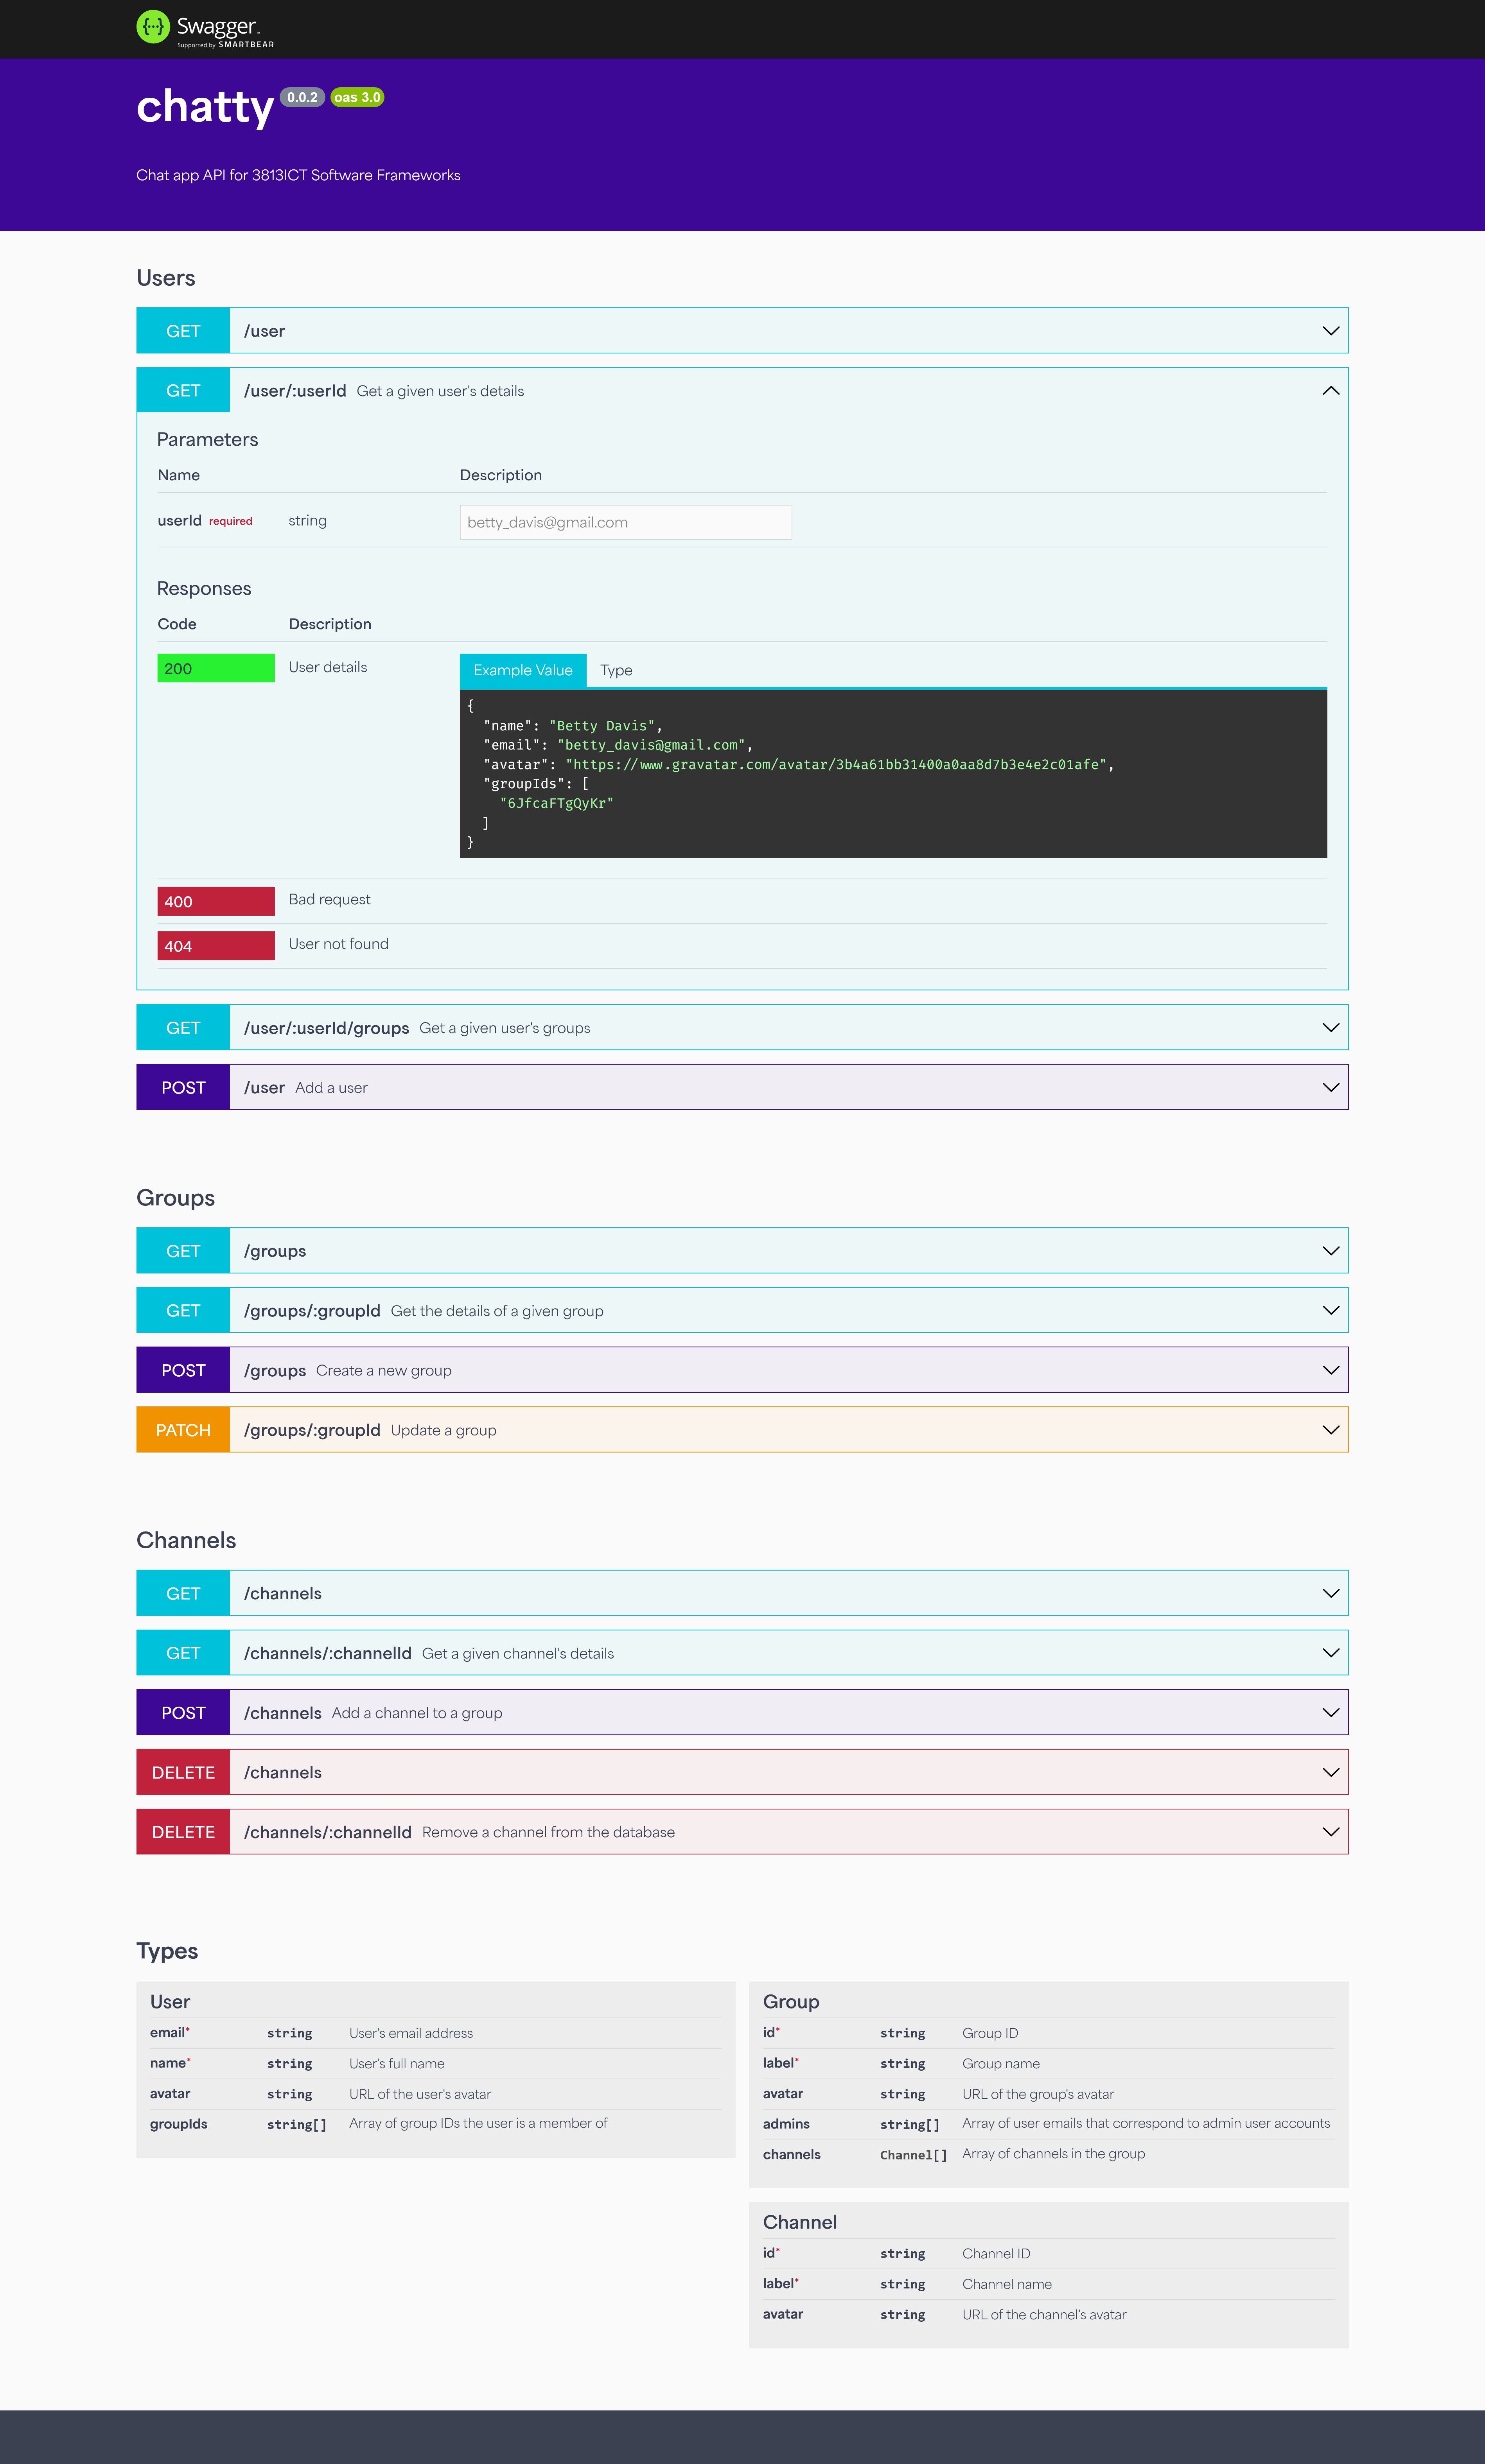 Swagger
Supported by SMARTBEAR
chatty 0.0.2 oas 3.0
Chat app API for 3813ICT Software Frameworks
Users
GET /user
GET /user/:userId Get a given user's details
Parameters
Name Description
userId required string betty_davis@gmail.com
Responses
Code Description
200 User details Example Value Type
{
"name": "Betty Davis",
"email": "betty_davis@gmail.com",
"avatar": "https://www.gravatar.com/avatar/3b4a61bb31400a0aa8d7b3e4e2c01afe",
"groupIds": [
"6JfcaFTgQyKr"
]
}
400 Bad request
404 User not found
GET /user/:userId/groups Get a given user's groups
POST /user Add a user
Groups
GET /groups
GET /groups/:groupId Get the details of a given group
POST /groups Create a new group
PATCH /groups/:groupId Update a group
Channels
GET /channels
GET /channels/:channelId Get a given channel's details
POST /channels Add a channel to a group
DELETE /channels
DELETE /channels/:channelId Remove a channel from the database
Types
User
email* string User's email address
name* string User's full name
avatar string URL of the user's avatar
groupIds string[] Array of group IDs the user is a member of
Group
id* string Group ID
label* string Group name
avatar string URL of the group's avatar
admins string[] Array of user emails that correspond to admin user accounts
channels Channel[] Array of channels in the group
Channel
id* string Channel ID
label* string Channel name
avatar string URL of the channel's avatar